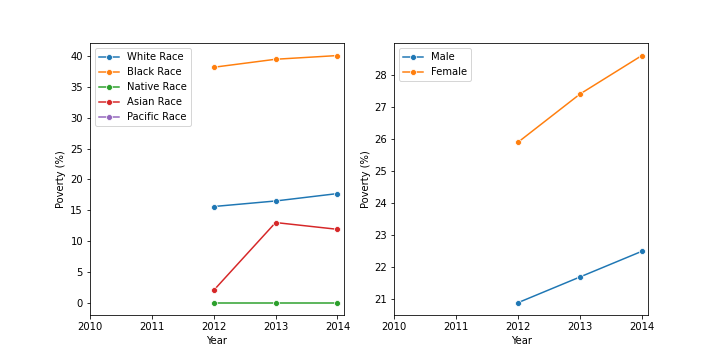 White Race
Black Race
Native Race
Asian Race
Pacific Race
40
35
30
25
20
15
10
5
0
Poverty (%)
2010 2011 2012 2013 2014
Year
Male
Female
28
27
26
25
24
23
22
21
Poverty (%)
2010 2011 2012 2013 2014
Year